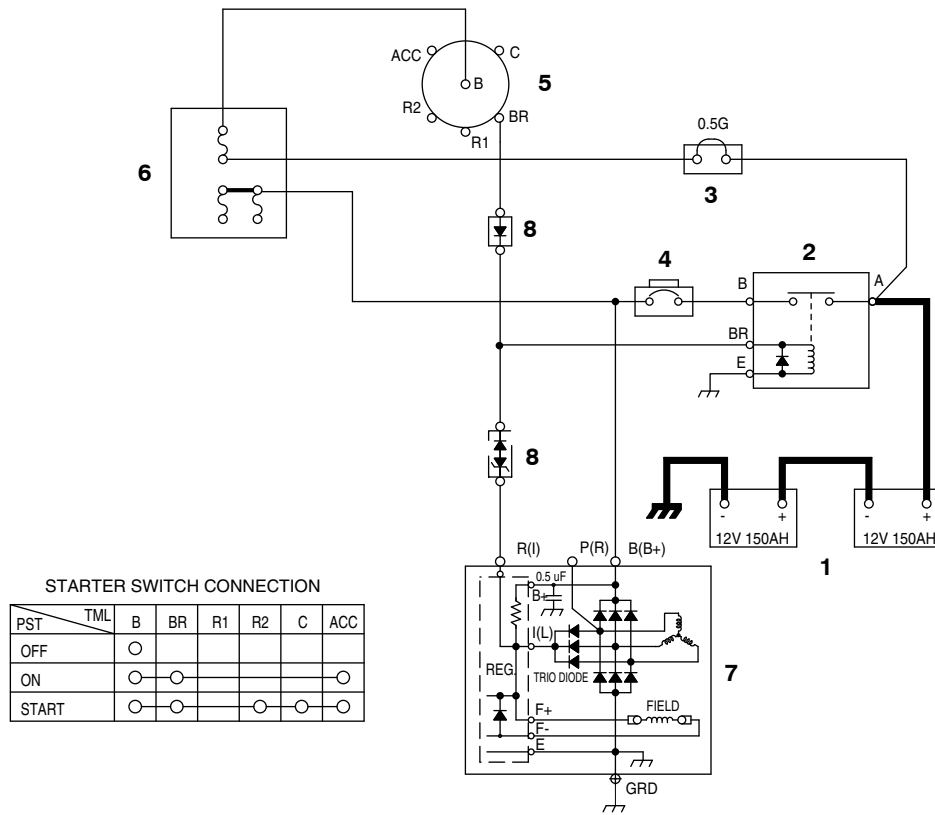 ACC
C
B
5
R2
BR
R1
0.5G
6
3
8
4
2
B
A
BR
E
8
- + - +
12V 150AH 12V 150AH
1
R(I) P(R) B(B+)
0.5 uF
B+
I(L)
REG.
TRIO DIODE
7
F+
FIELD
F-
E
GRD
STARTER SWITCH CONNECTION
PST TML B BR R1 R2 C ACC
OFF
ON
START